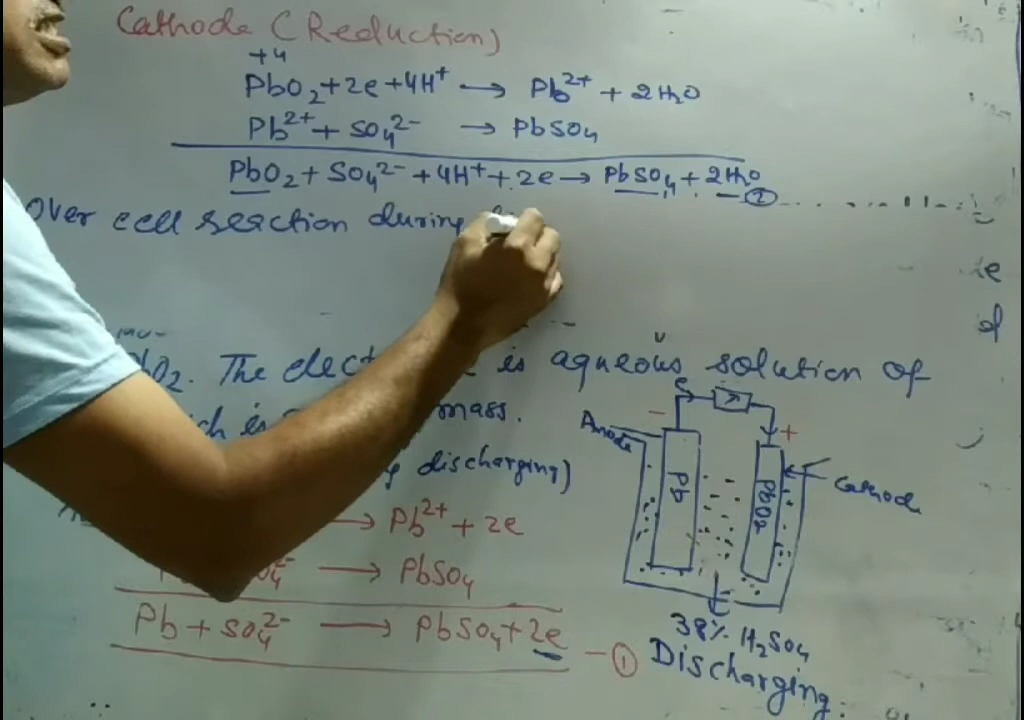 Cathode (Reduction)
+4
PbO₂ + 2e + 4H⁺ → Pb²⁺ + 2H₂O
Pb²⁺ + SO₄²⁻ → PbSO₄
PbO₂ + SO₄²⁻ + 4H⁺ + 2e → PbSO₄ + 2H₂O — ②
Over cell reaction during
O₂. The is aqueous solution of
mass.
discharging)
→ Pb²⁺ + 2e
→ PbSO₄
Pb + SO₄²⁻ → PbSO₄ + 2e — ①
e
Anode
−
+
Pb
PbO₂
Cathode
38% H₂SO₄
Discharging